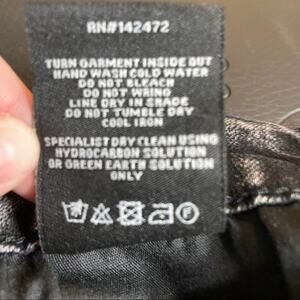 RN#142472
TURN GARMENT INSIDE OUT
HAND WASH COLD WATER
DO NOT BLEACH
DO NOT WRING
LINE DRY IN SHADE
DO NOT TUMBLE DRY
COOL IRON
SPECIALIST DRY CLEAN USING
HYDROCARBON SOLUTION
OR GREEN EARTH SOLUTION
ONLY
F